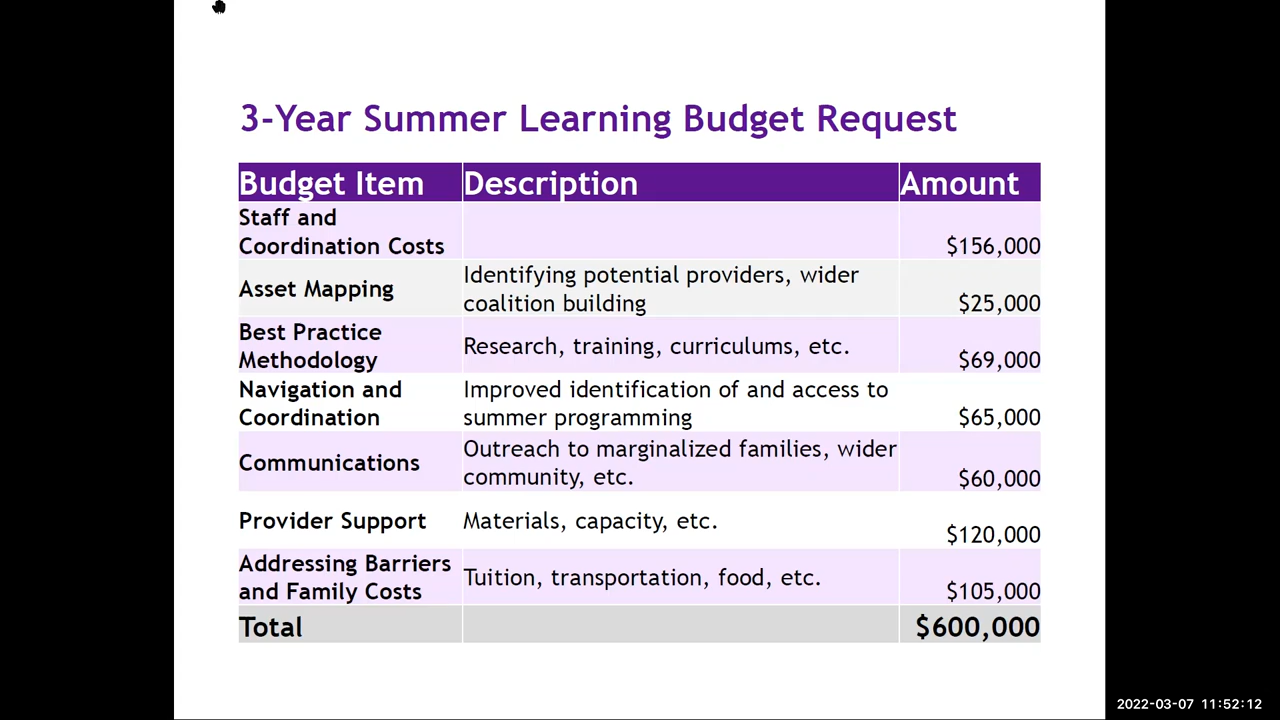 3-Year Summer Learning Budget Request
Budget Item Description Amount
Staff and
Coordination Costs $156,000
Asset Mapping Identifying potential providers, wider
coalition building $25,000
Best Practice
Methodology Research, training, curriculums, etc. $69,000
Navigation and Improved identification of and access to
Coordination summer programming $65,000
Communications Outreach to marginalized families, wider
community, etc. $60,000
Provider Support Materials, capacity, etc. $120,000
Addressing Barriers
and Family Costs Tuition, transportation, food, etc. $105,000
Total $600,000
2022-03-07 11:52:12